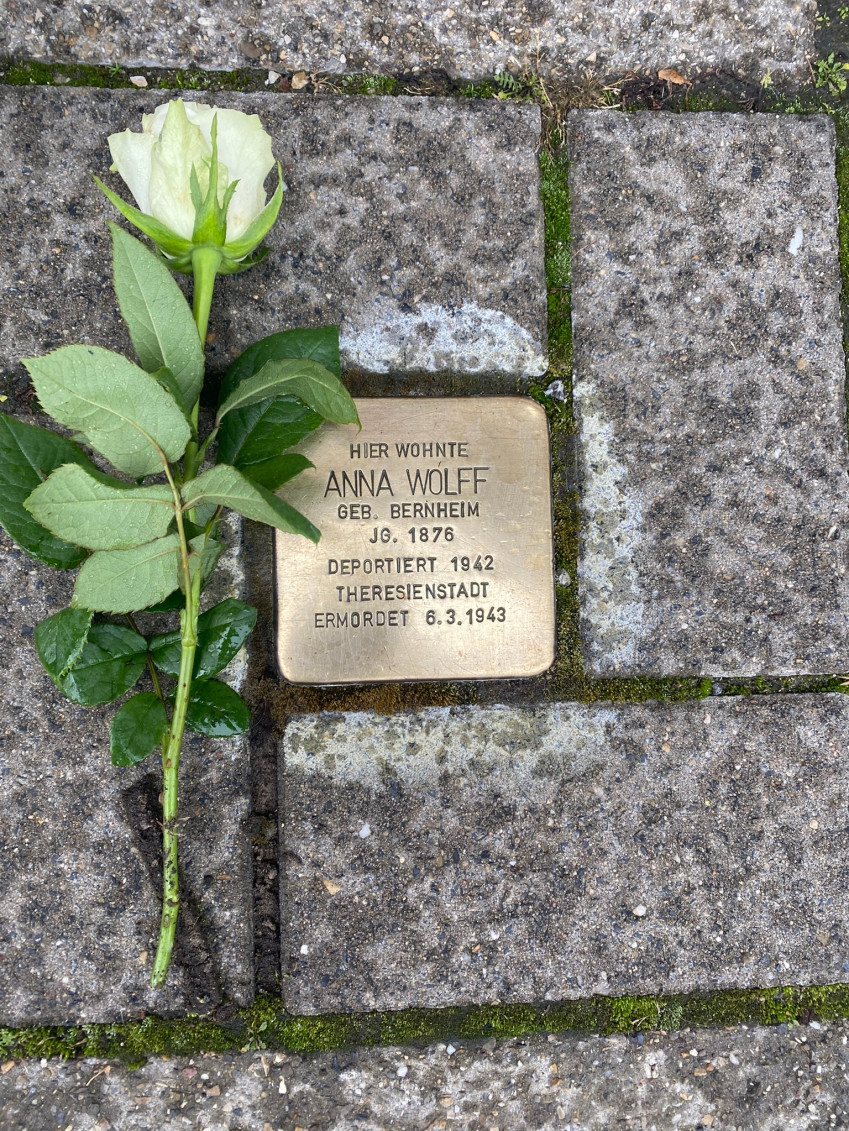 HIER WOHNTE
ANNA WOLFF
GEB. BERNHEIM
JG. 1876
DEPORTIERT 1942
THERESIENSTADT
ERMORDET 6.3.1943